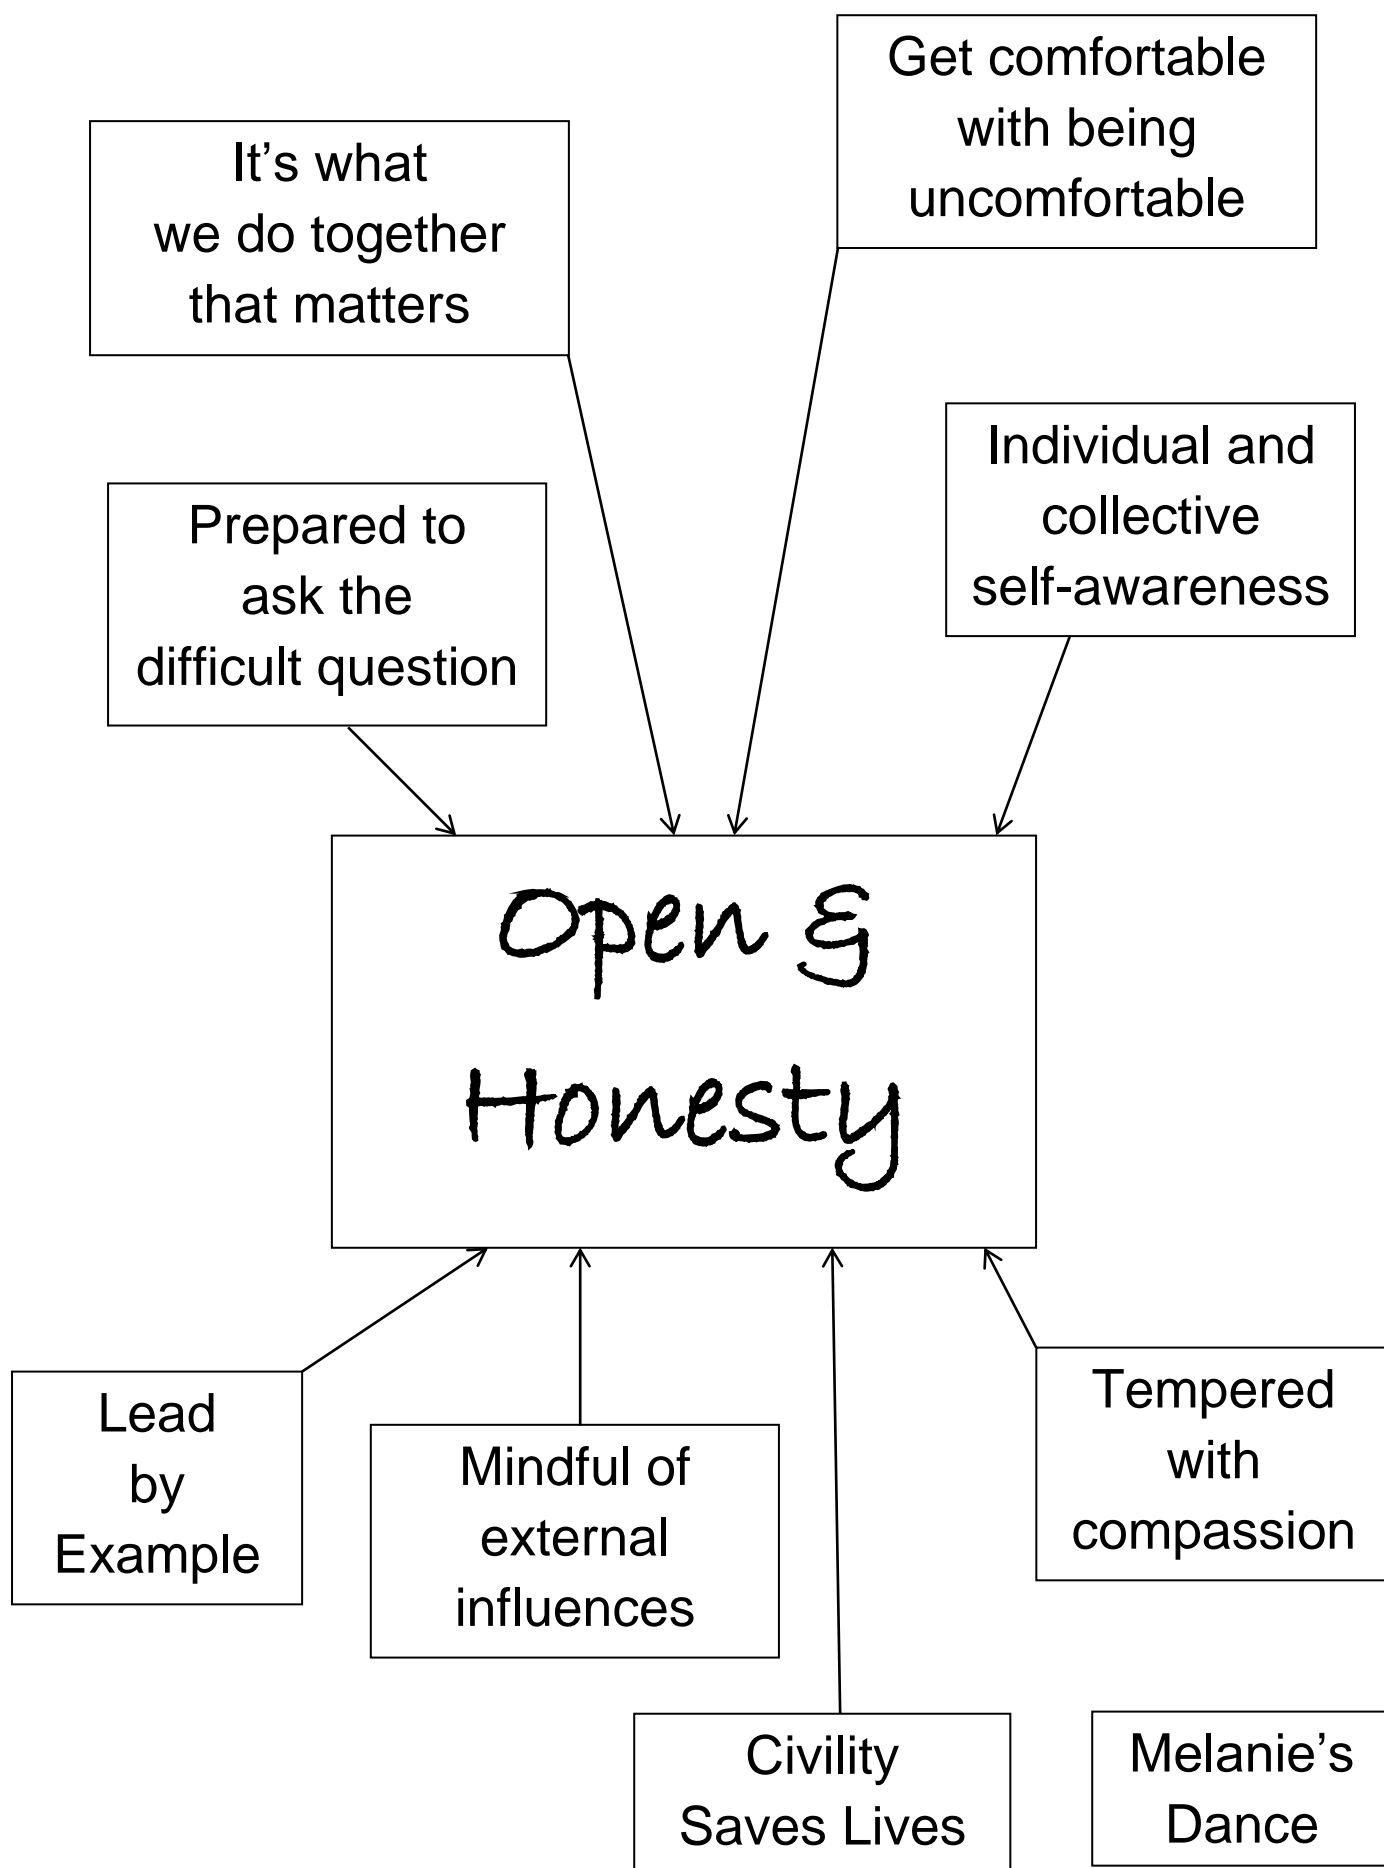 Get comfortable
with being
uncomfortable
It’s what
we do together
that matters
Individual and
collective
self-awareness
Prepared to
ask the
difficult question
Open &
Honesty
Lead
by
Example
Mindful of
external
influences
Tempered
with
compassion
Civility
Saves Lives
Melanie’s
Dance